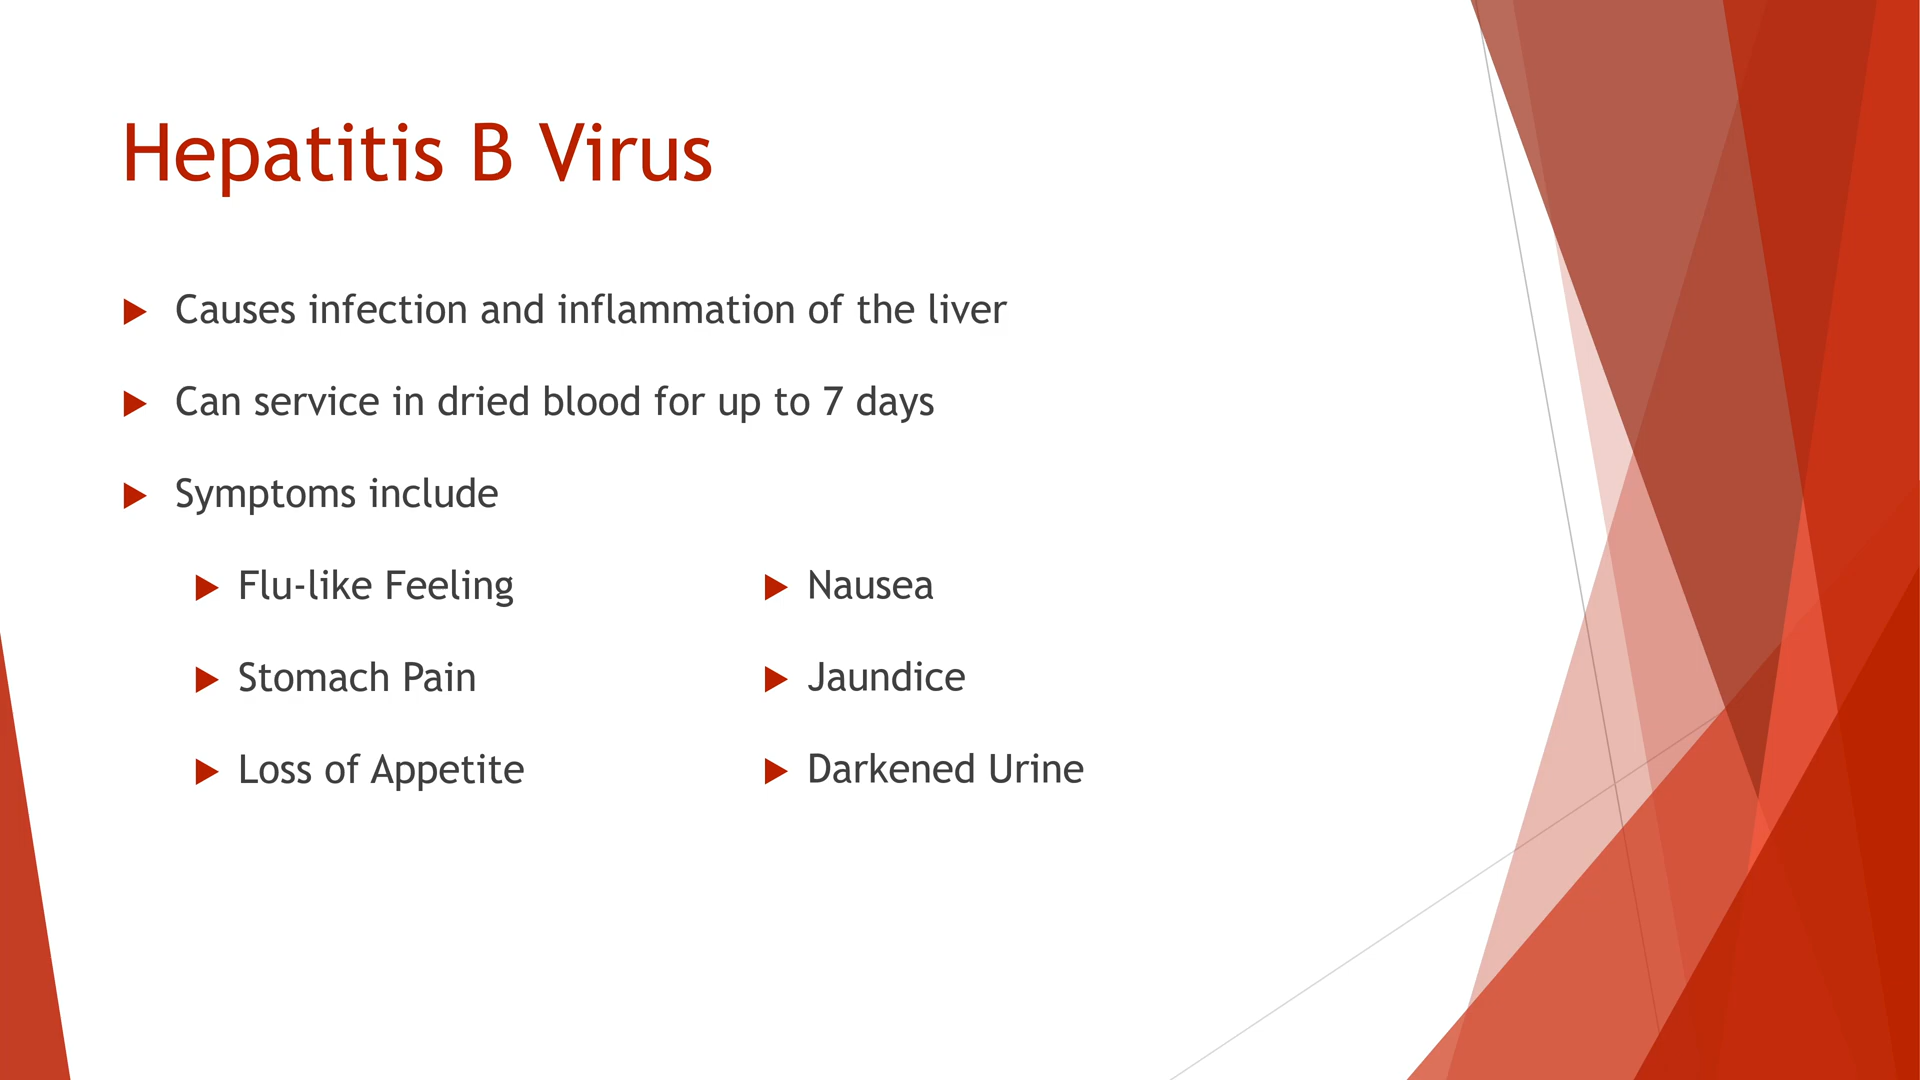 Hepatitis B Virus
Causes infection and inflammation of the liver
Can service in dried blood for up to 7 days
Symptoms include
Flu-like Feeling
Stomach Pain
Loss of Appetite
Nausea
Jaundice
Darkened Urine